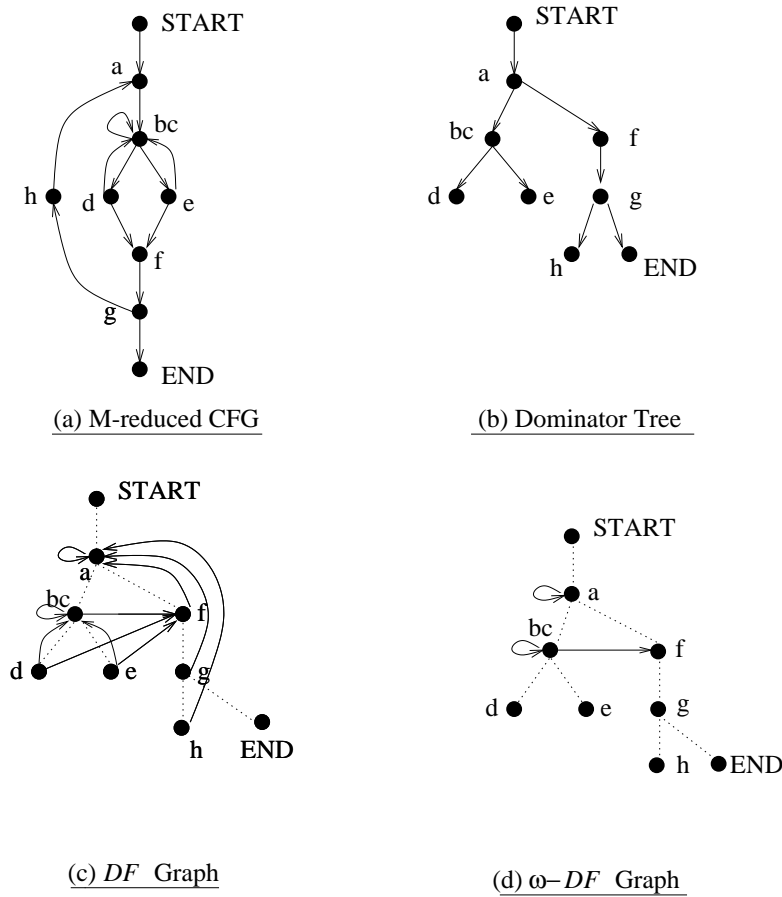 START
a
bc
h
d
e
f
g
END
(a) M-reduced CFG
START
a
bc
f
d
e
g
h
END
(b) Dominator Tree
START
a
bc
f
d
e
g
h
END
(c) DF Graph
START
a
bc
f
d
e
g
h
END
(d) ω–DF Graph